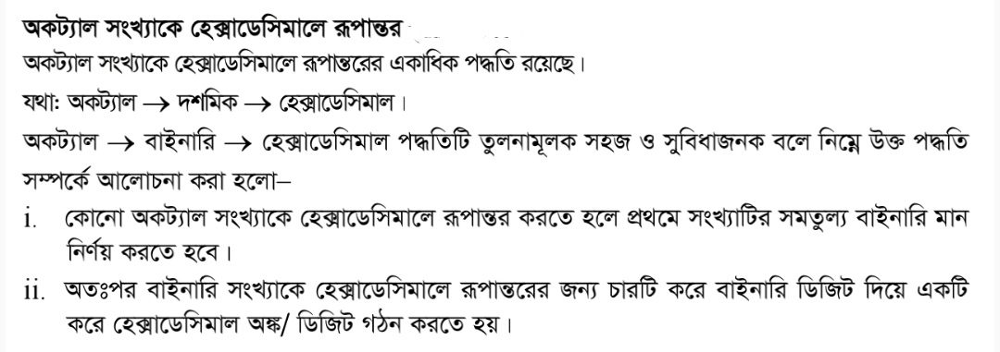 অকট্যাল সংখ্যাকে হেক্সাডেসিমালে রূপান্তর
অকট্যাল সংখ্যাকে হেক্সাডেসিমালে রূপান্তরের একাধিক পদ্ধতি রয়েছে।
যথা: অকট্যাল → দশমিক → হেক্সাডেসিমাল।
অকট্যাল → বাইনারি → হেক্সাডেসিমাল পদ্ধতিটি তুলনামূলক সহজ ও সুবিধাজনক বলে নিম্নে উক্ত পদ্ধতি
সম্পর্কে আলোচনা করা হলো–
i. কোনো অকট্যাল সংখ্যাকে হেক্সাডেসিমালে রূপান্তর করতে হলে প্রথমে সংখ্যাটির সমতুল্য বাইনারি মান
নির্ণয় করতে হবে।
ii. অতঃপর বাইনারি সংখ্যাকে হেক্সাডেসিমালে রূপান্তরের জন্য চারটি করে বাইনারি ডিজিট দিয়ে একটি
করে হেক্সাডেসিমাল অঙ্ক/ ডিজিট গঠন করতে হয়।